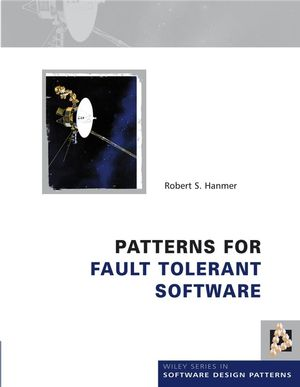 Robert S. Hanmer
PATTERNS FOR
FAULT TOLERANT
SOFTWARE
WILEY SERIES IN
SOFTWARE DESIGN PATTERNS